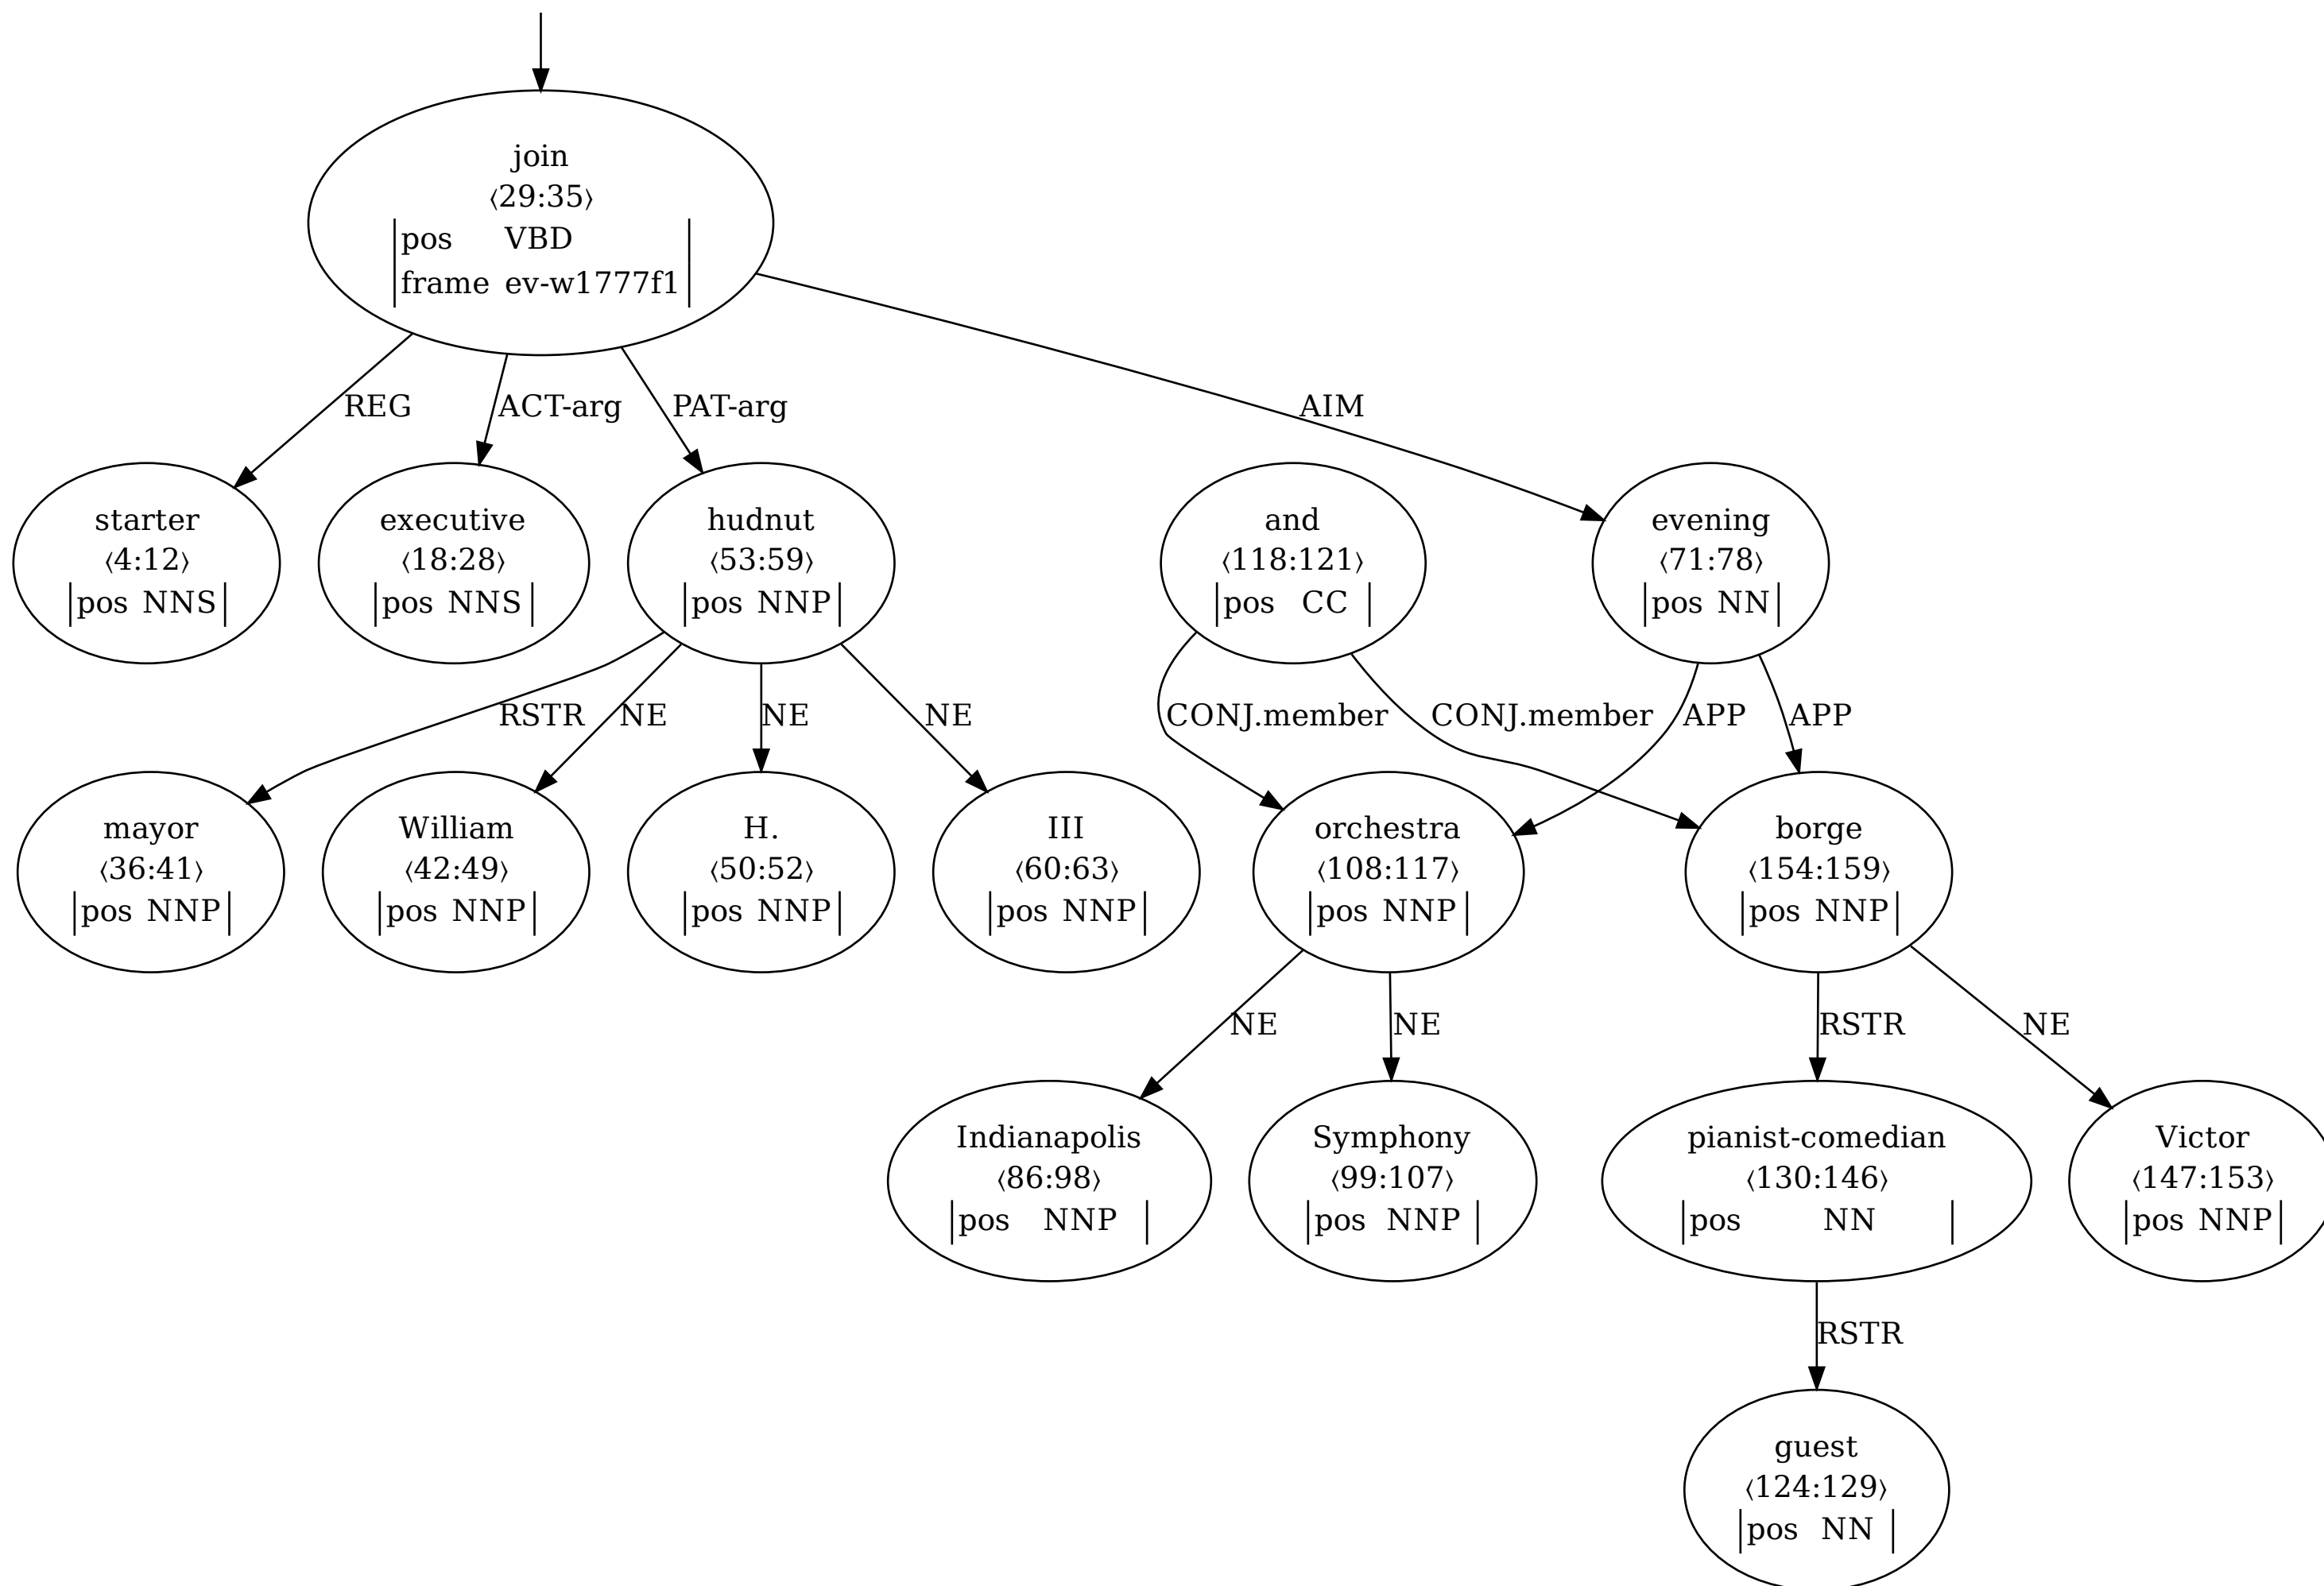 join
⟨29:35⟩
pos VBD
frame ev-w1777f1
REG
ACT-arg
PAT-arg
AIM
starter
⟨4:12⟩
pos NNS
executive
⟨18:28⟩
pos NNS
hudnut
⟨53:59⟩
pos NNP
and
⟨118:121⟩
pos CC
evening
⟨71:78⟩
pos NN
RSTR
NE
NE
NE
CONJ.member
CONJ.member
APP
APP
mayor
⟨36:41⟩
pos NNP
William
⟨42:49⟩
pos NNP
H.
⟨50:52⟩
pos NNP
III
⟨60:63⟩
pos NNP
orchestra
⟨108:117⟩
pos NNP
borge
⟨154:159⟩
pos NNP
NE
NE
RSTR
NE
Indianapolis
⟨86:98⟩
pos NNP
Symphony
⟨99:107⟩
pos NNP
pianist-comedian
⟨130:146⟩
pos NN
Victor
⟨147:153⟩
pos NNP
RSTR
guest
⟨124:129⟩
pos NN